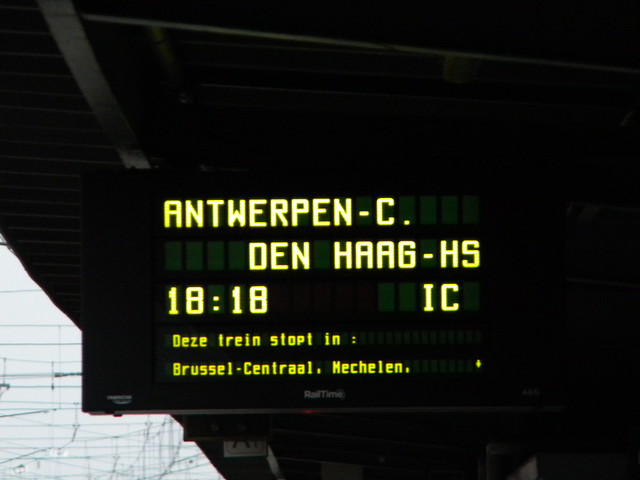 ANTWERPEN-C.
DEN HAAG-HS
18:18 IC
Deze trein stopt in :
Brussel-Centraal, Mechelen,
RailTime